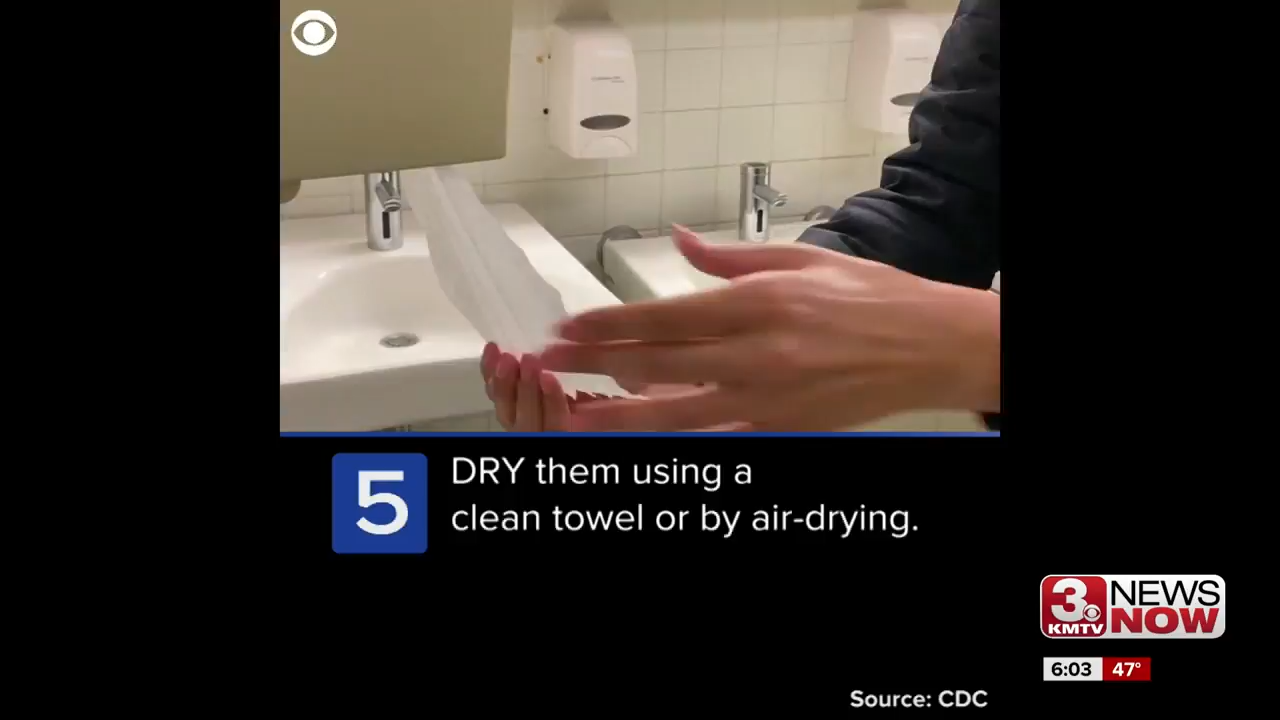 5
DRY them using a
clean towel or by air-drying.
3
KMTV
NEWS
NOW
6:03
47°
Source: CDC